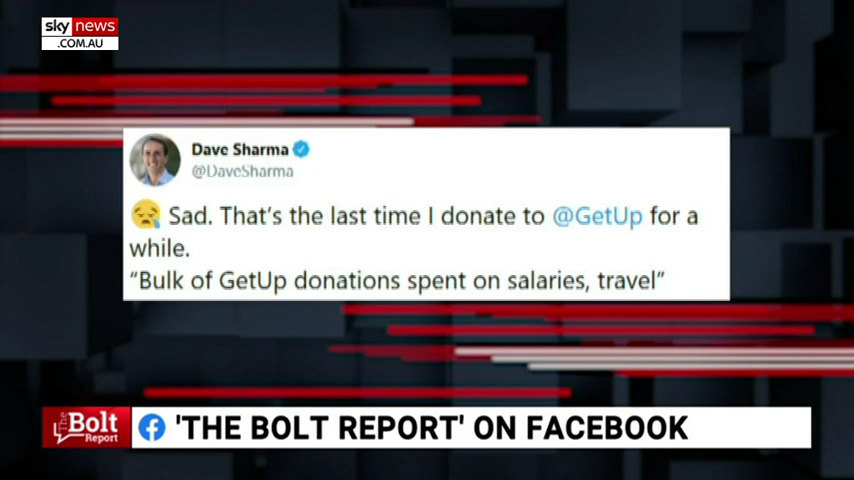 sky news
.COM.AU
Dave Sharma
@DaveSharma
Sad. That's the last time I donate to @GetUp for a
while.
“Bulk of GetUp donations spent on salaries, travel”
The Bolt Report
'THE BOLT REPORT' ON FACEBOOK